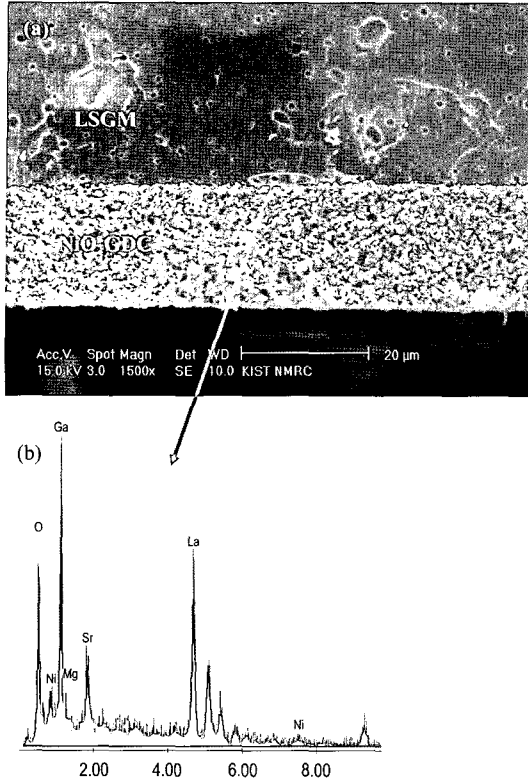 (a)
LSGM
NiO-GDC
Acc.V Spot Magn Det WD
20 µm
15.0 kV 3.0 1500x SE 10.0 KIST NMRC
(b)
Ga
O
La
Sr
Ni
Mg
Ni
2.00 4.00 6.00 8.00